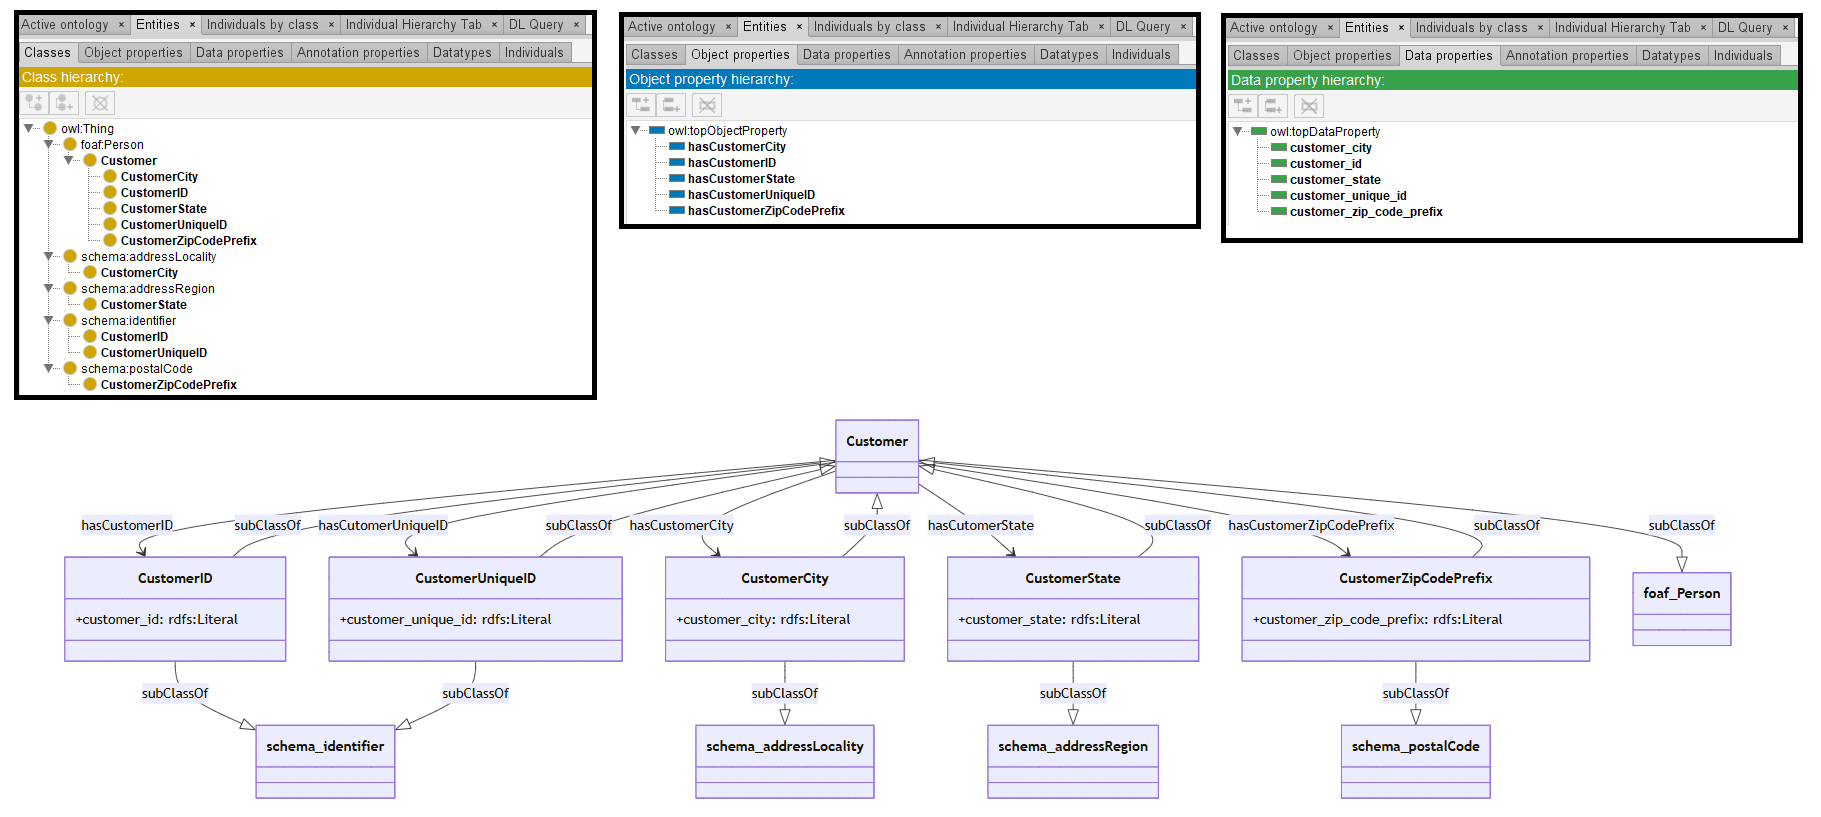 Active ontology × Entities × Individuals by class × Individual Hierarchy Tab × DL Query ×
Classes Object properties Data properties Annotation properties Datatypes Individuals
Class hierarchy:
owl:Thing
foaf:Person
Customer
CustomerCity
CustomerID
CustomerState
CustomerUniqueID
CustomerZipCodePrefix
schema:addressLocality
CustomerCity
schema:addressRegion
CustomerState
schema:identifier
CustomerID
CustomerUniqueID
schema:postalCode
CustomerZipCodePrefix
Active ontology × Entities × Individuals by class × Individual Hierarchy Tab × DL Query ×
Classes Object properties Data properties Annotation properties Datatypes Individuals
Object property hierarchy:
owl:topObjectProperty
hasCustomerCity
hasCustomerID
hasCustomerState
hasCustomerUniqueID
hasCustomerZipCodePrefix
Active ontology × Entities × Individuals by class × Individual Hierarchy Tab × DL Query ×
Classes Object properties Data properties Annotation properties Datatypes Individuals
Data property hierarchy:
owl:topDataProperty
customer_city
customer_id
customer_state
customer_unique_id
customer_zip_code_prefix
Customer
hasCustomerID subClassOf hasCutomerUniqueID subClassOf hasCustomerCity subClassOf hasCutomerState subClassOf hasCustomerZipCodePrefix subClassOf subClassOf
CustomerID CustomerUniqueID CustomerCity CustomerState CustomerZipCodePrefix
foaf_Person
+customer_id: rdfs:Literal +customer_unique_id: rdfs:Literal +customer_city: rdfs:Literal +customer_state: rdfs:Literal +customer_zip_code_prefix: rdfs:Literal
subClassOf subClassOf subClassOf subClassOf subClassOf
schema_identifier schema_addressLocality schema_addressRegion schema_postalCode